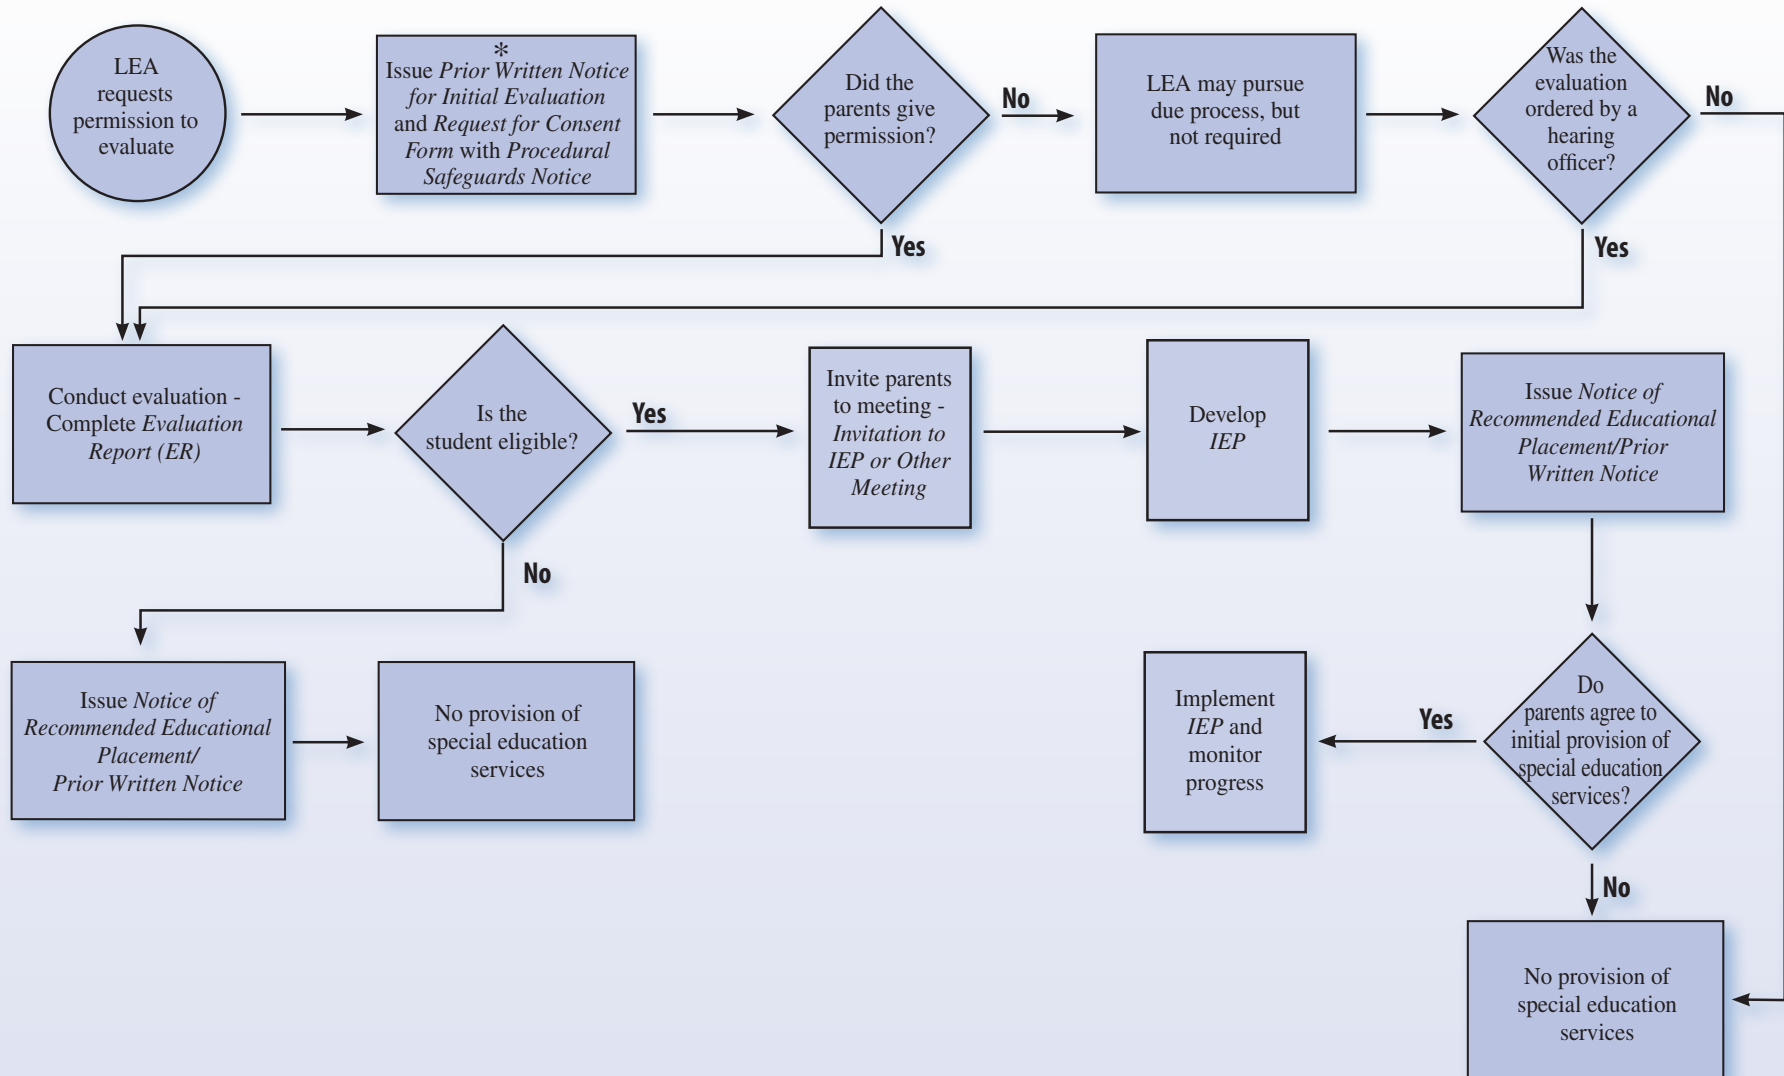 LEA
requests
permission to
evaluate
*
Issue Prior Written Notice
for Initial Evaluation
and Request for Consent
Form with Procedural
Safeguards Notice
Did the
parents give
permission?
No
LEA may pursue
due process, but
not required
Was the
evaluation
ordered by a
hearing
officer?
No
Yes
Yes
Conduct evaluation -
Complete Evaluation
Report (ER)
Is the
student eligible?
Yes
Invite parents
to meeting -
Invitation to
IEP or Other
Meeting
Develop
IEP
Issue Notice of
Recommended Educational
Placement/Prior
Written Notice
No
Issue Notice of
Recommended Educational
Placement/
Prior Written Notice
No provision of
special education
services
Implement
IEP and
monitor
progress
Yes
Do
parents agree to
initial provision of
special education
services?
No
No provision of
special education
services